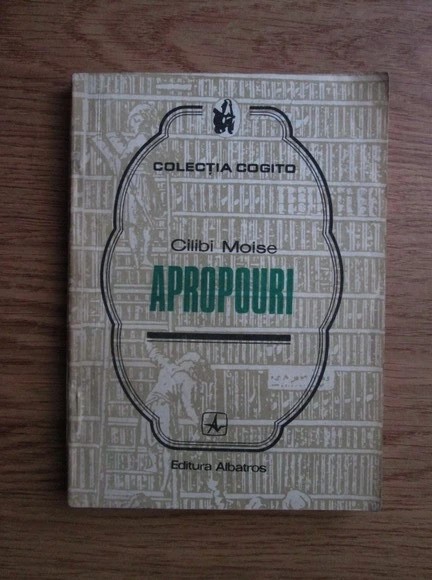 COLECȚIA COGITO
Cilibi Moise
APROPOURI
Editura Albatros